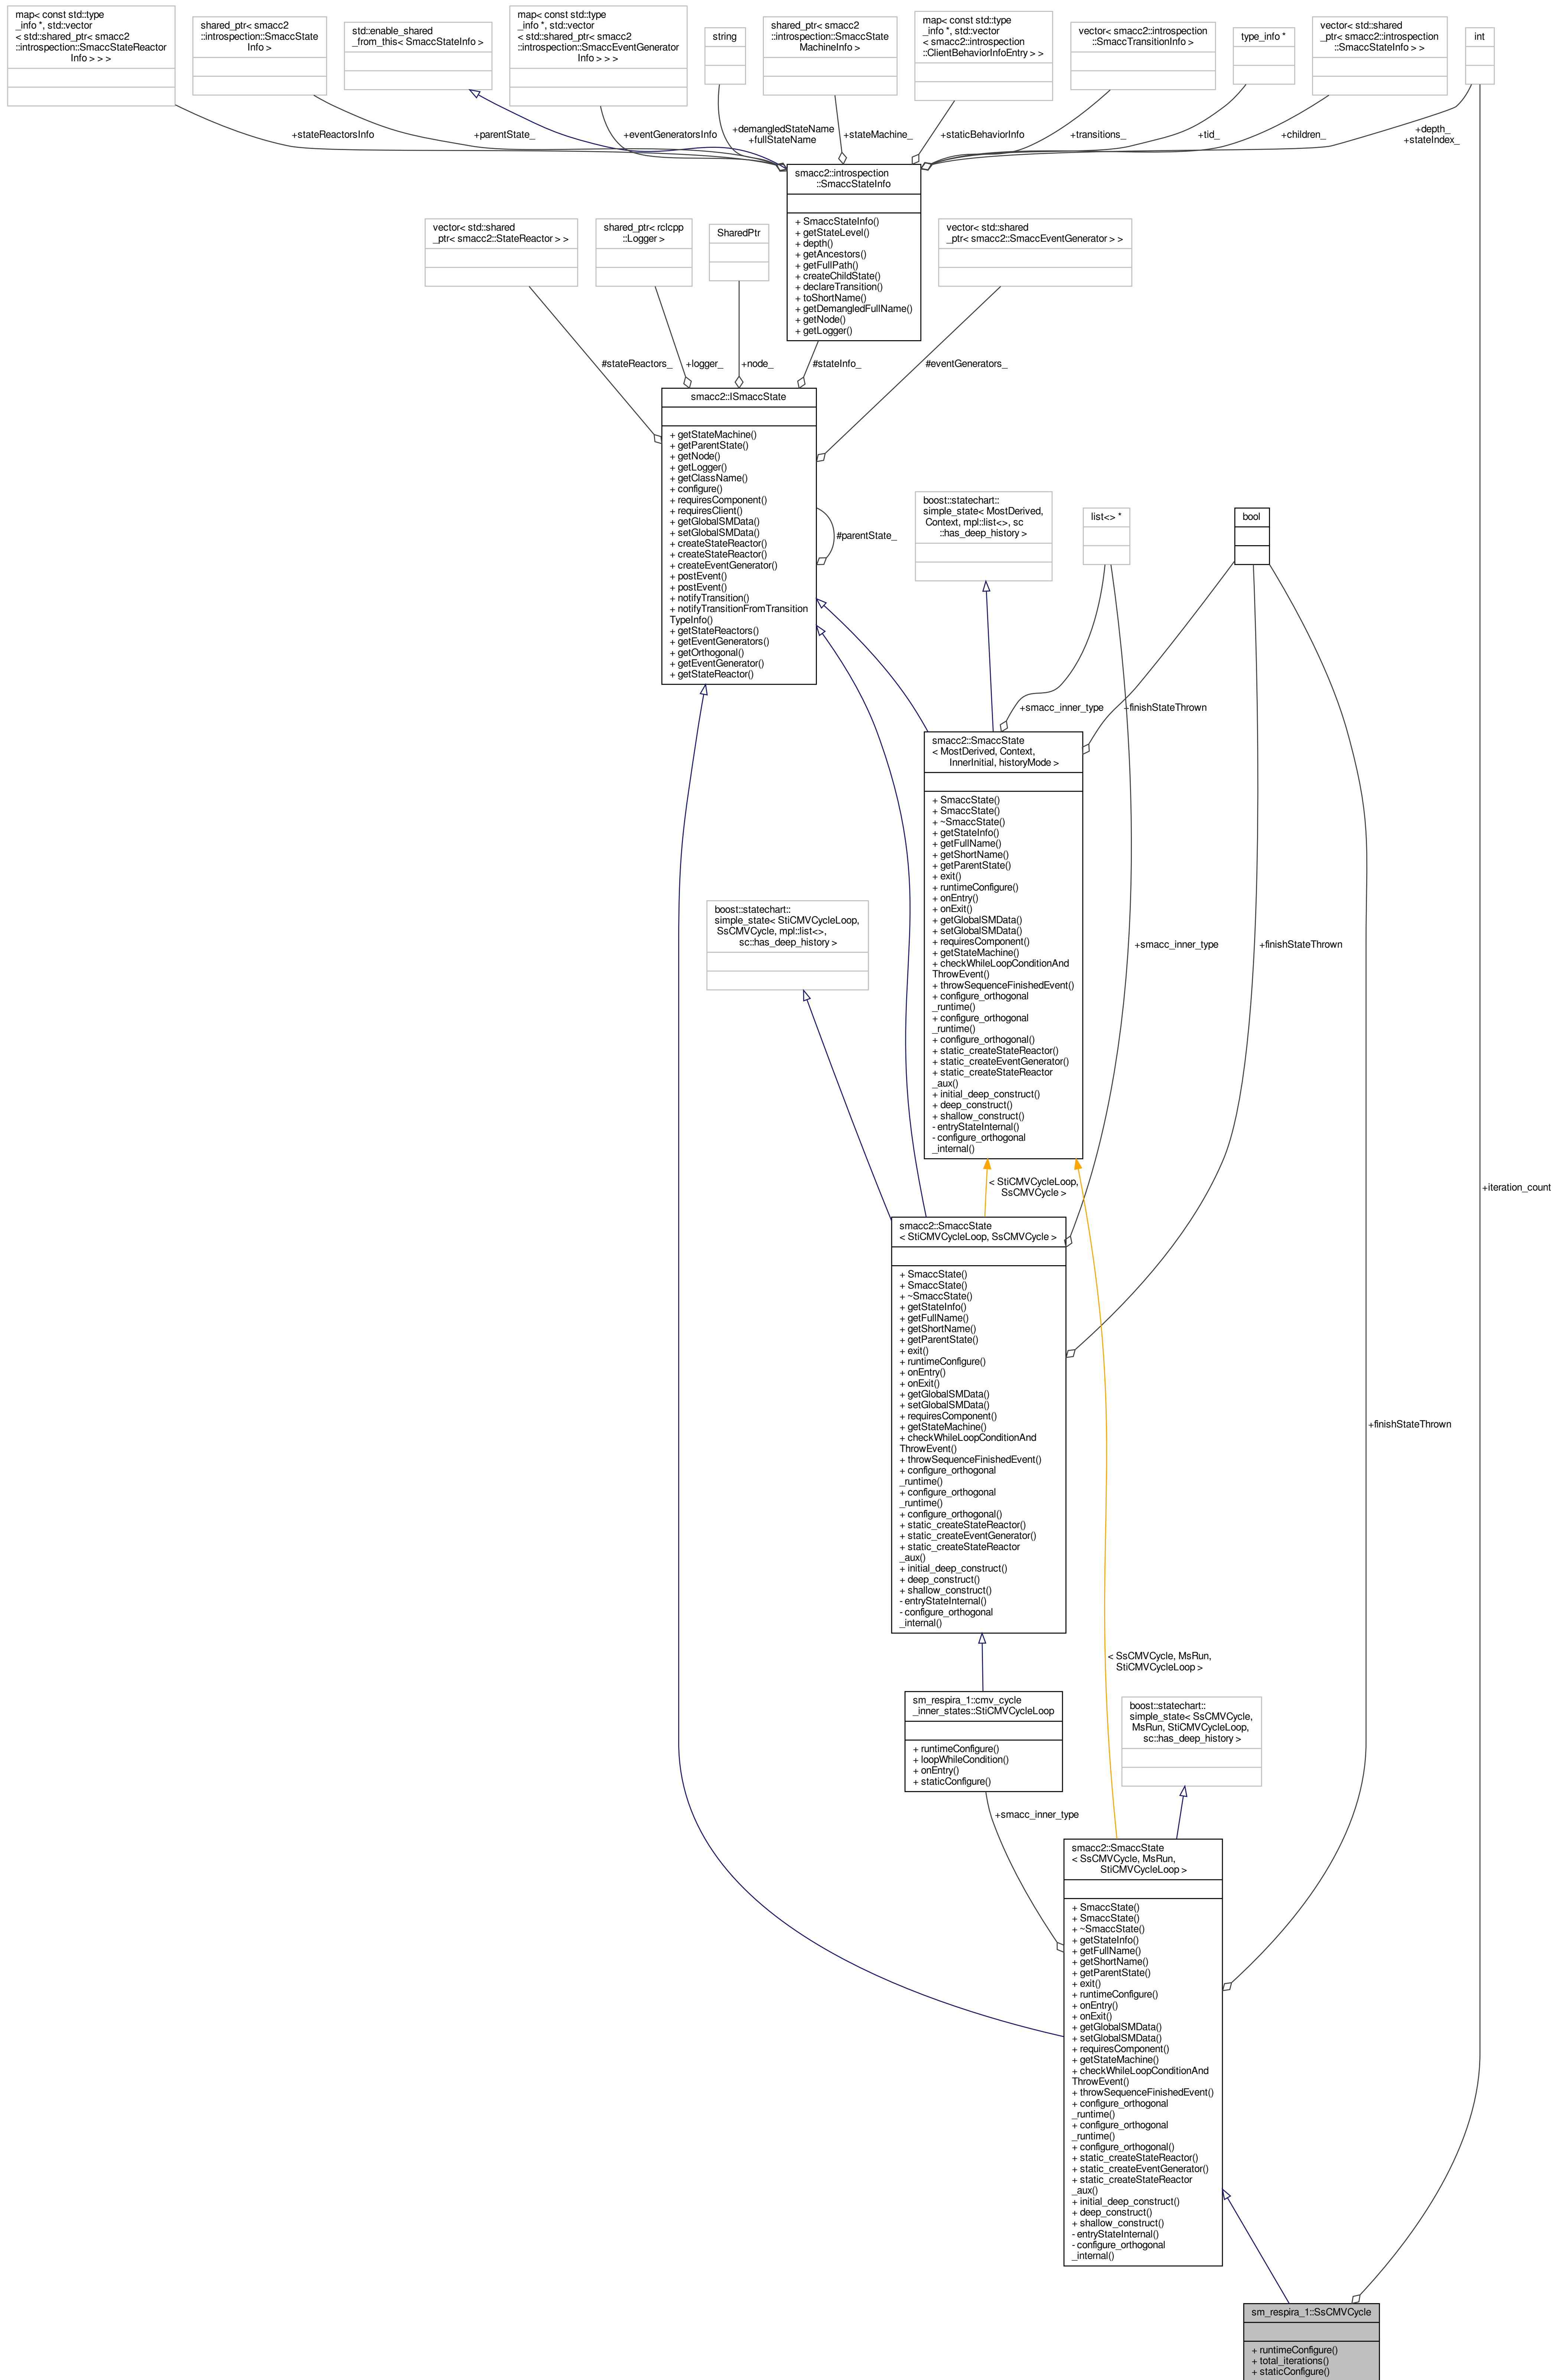 map< const std::type
_info *, std::vector
< std::shared_ptr< smacc2
::introspection::SmaccStateReactor
Info > > >
shared_ptr< smacc2
::introspection::SmaccState
Info >
std::enable_shared
_from_this< SmaccStateInfo >
map< const std::type
_info *, std::vector
< std::shared_ptr< smacc2
::introspection::SmaccEventGenerator
Info > > >
string
shared_ptr< smacc2
::introspection::SmaccState
MachineInfo >
map< const std::type
_info *, std::vector
< smacc2::introspection
::ClientBehaviorInfoEntry > >
vector< smacc2::introspection
::SmaccTransitionInfo >
type_info *
vector< std::shared
_ptr< smacc2::introspection
::SmaccStateInfo > >
int
+stateReactorsInfo
+parentState_
+eventGeneratorsInfo
+demangledStateName
+fullStateName
+stateMachine_
+staticBehaviorInfo
+transitions_
+tid_
+children_
+depth_
+stateIndex_
smacc2::introspection
::SmaccStateInfo
+ SmaccStateInfo()
+ getStateLevel()
+ depth()
+ getAncestors()
+ getFullPath()
+ createChildState()
+ declareTransition()
+ toShortName()
+ getDemangledFullName()
+ getNode()
+ getLogger()
vector< std::shared
_ptr< smacc2::StateReactor > >
shared_ptr< rclcpp
::Logger >
SharedPtr
vector< std::shared
_ptr< smacc2::SmaccEventGenerator > >
#stateReactors_
+logger_
+node_
#stateInfo_
#eventGenerators_
smacc2::ISmaccState
+ getStateMachine()
+ getParentState()
+ getNode()
+ getLogger()
+ getClassName()
+ configure()
+ requiresComponent()
+ requiresClient()
+ getGlobalSMData()
+ setGlobalSMData()
+ createStateReactor()
+ createStateReactor()
+ createEventGenerator()
+ postEvent()
+ postEvent()
+ notifyTransition()
+ notifyTransitionFromTransition
TypeInfo()
+ getStateReactors()
+ getEventGenerators()
+ getOrthogonal()
+ getEventGenerator()
+ getStateReactor()
#parentState_
boost::statechart::
simple_state< MostDerived,
Context, mpl::list<>, sc
::has_deep_history >
list<> *
bool
+smacc_inner_type
+finishStateThrown
smacc2::SmaccState
< MostDerived, Context,
InnerInitial, historyMode >
+ SmaccState()
+ SmaccState()
+ ~SmaccState()
+ getStateInfo()
+ getFullName()
+ getShortName()
+ getParentState()
+ exit()
+ runtimeConfigure()
+ onEntry()
+ onExit()
+ getGlobalSMData()
+ setGlobalSMData()
+ requiresComponent()
+ getStateMachine()
+ checkWhileLoopConditionAnd
ThrowEvent()
+ throwSequenceFinishedEvent()
+ configure_orthogonal
_runtime()
+ configure_orthogonal
_runtime()
+ configure_orthogonal()
+ static_createStateReactor()
+ static_createEventGenerator()
+ static_createStateReactor
_aux()
+ initial_deep_construct()
+ deep_construct()
+ shallow_construct()
- entryStateInternal()
- configure_orthogonal
_internal()
boost::statechart::
simple_state< StiCMVCycleLoop,
SsCMVCycle, mpl::list<>,
sc::has_deep_history >
+smacc_inner_type
+finishStateThrown
< StiCMVCycleLoop,
SsCMVCycle >
+iteration_count
smacc2::SmaccState
< StiCMVCycleLoop, SsCMVCycle >
+ SmaccState()
+ SmaccState()
+ ~SmaccState()
+ getStateInfo()
+ getFullName()
+ getShortName()
+ getParentState()
+ exit()
+ runtimeConfigure()
+ onEntry()
+ onExit()
+ getGlobalSMData()
+ setGlobalSMData()
+ requiresComponent()
+ getStateMachine()
+ checkWhileLoopConditionAnd
ThrowEvent()
+ throwSequenceFinishedEvent()
+ configure_orthogonal
_runtime()
+ configure_orthogonal
_runtime()
+ configure_orthogonal()
+ static_createStateReactor()
+ static_createEventGenerator()
+ static_createStateReactor
_aux()
+ initial_deep_construct()
+ deep_construct()
+ shallow_construct()
- entryStateInternal()
- configure_orthogonal
_internal()
+finishStateThrown
< SsCMVCycle, MsRun,
StiCMVCycleLoop >
sm_respira_1::cmv_cycle
_inner_states::StiCMVCycleLoop
+ runtimeConfigure()
+ loopWhileCondition()
+ onEntry()
+ staticConfigure()
boost::statechart::
simple_state< SsCMVCycle,
MsRun, StiCMVCycleLoop,
sc::has_deep_history >
+smacc_inner_type
smacc2::SmaccState
< SsCMVCycle, MsRun,
StiCMVCycleLoop >
+ SmaccState()
+ SmaccState()
+ ~SmaccState()
+ getStateInfo()
+ getFullName()
+ getShortName()
+ getParentState()
+ exit()
+ runtimeConfigure()
+ onEntry()
+ onExit()
+ getGlobalSMData()
+ setGlobalSMData()
+ requiresComponent()
+ getStateMachine()
+ checkWhileLoopConditionAnd
ThrowEvent()
+ throwSequenceFinishedEvent()
+ configure_orthogonal
_runtime()
+ configure_orthogonal
_runtime()
+ configure_orthogonal()
+ static_createStateReactor()
+ static_createEventGenerator()
+ static_createStateReactor
_aux()
+ initial_deep_construct()
+ deep_construct()
+ shallow_construct()
- entryStateInternal()
- configure_orthogonal
_internal()
sm_respira_1::SsCMVCycle
+ runtimeConfigure()
+ total_iterations()
+ staticConfigure()